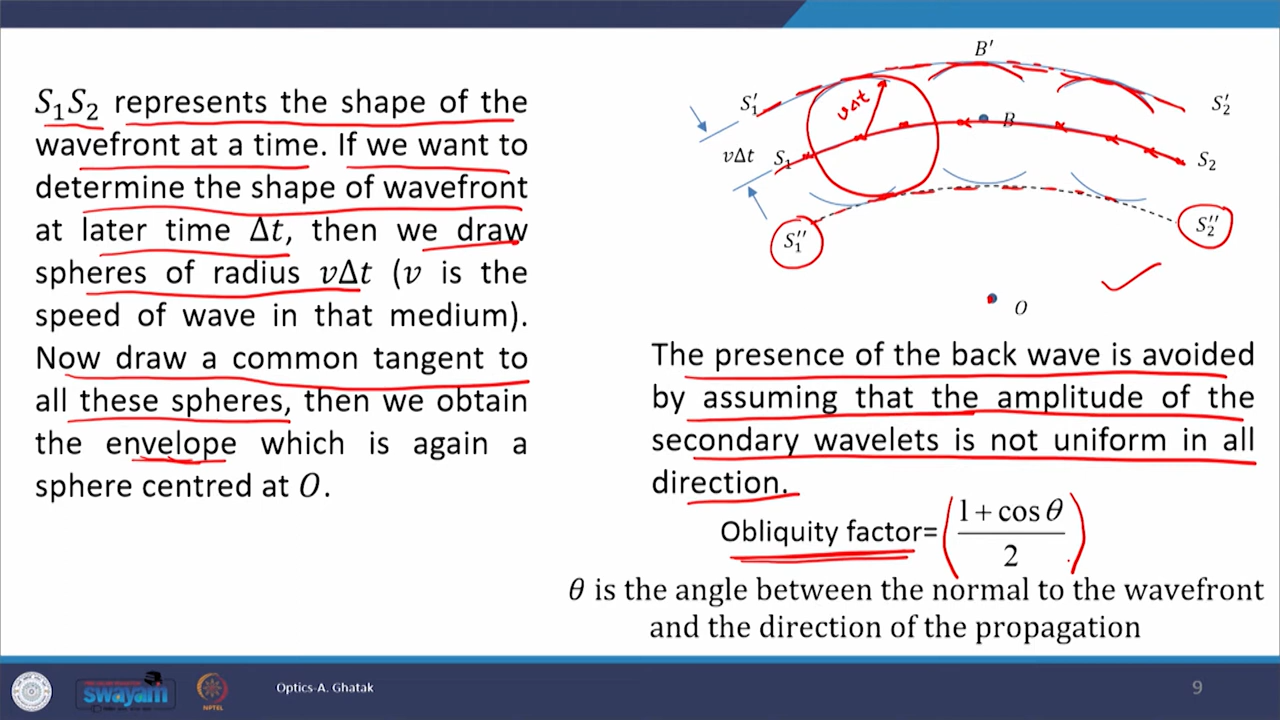 S₁S₂ represents the shape of the
wavefront at a time. If we want to
determine the shape of wavefront
at later time Δt, then we draw
spheres of radius vΔt (v is the
speed of wave in that medium).
Now draw a common tangent to
all these spheres, then we obtain
the envelope which is again a
sphere centred at O.
B′
S₁′
S₂′
vΔt
B
vΔt
S₁
S₂
S₁′′
S₂′′
O
The presence of the back wave is avoided
by assuming that the amplitude of the
secondary wavelets is not uniform in all
direction.
Obliquity factor=(1 + cos θ / 2)
θ is the angle between the normal to the wavefront
and the direction of the propagation
swayam
NPTEL
Optics-A. Ghatak
9